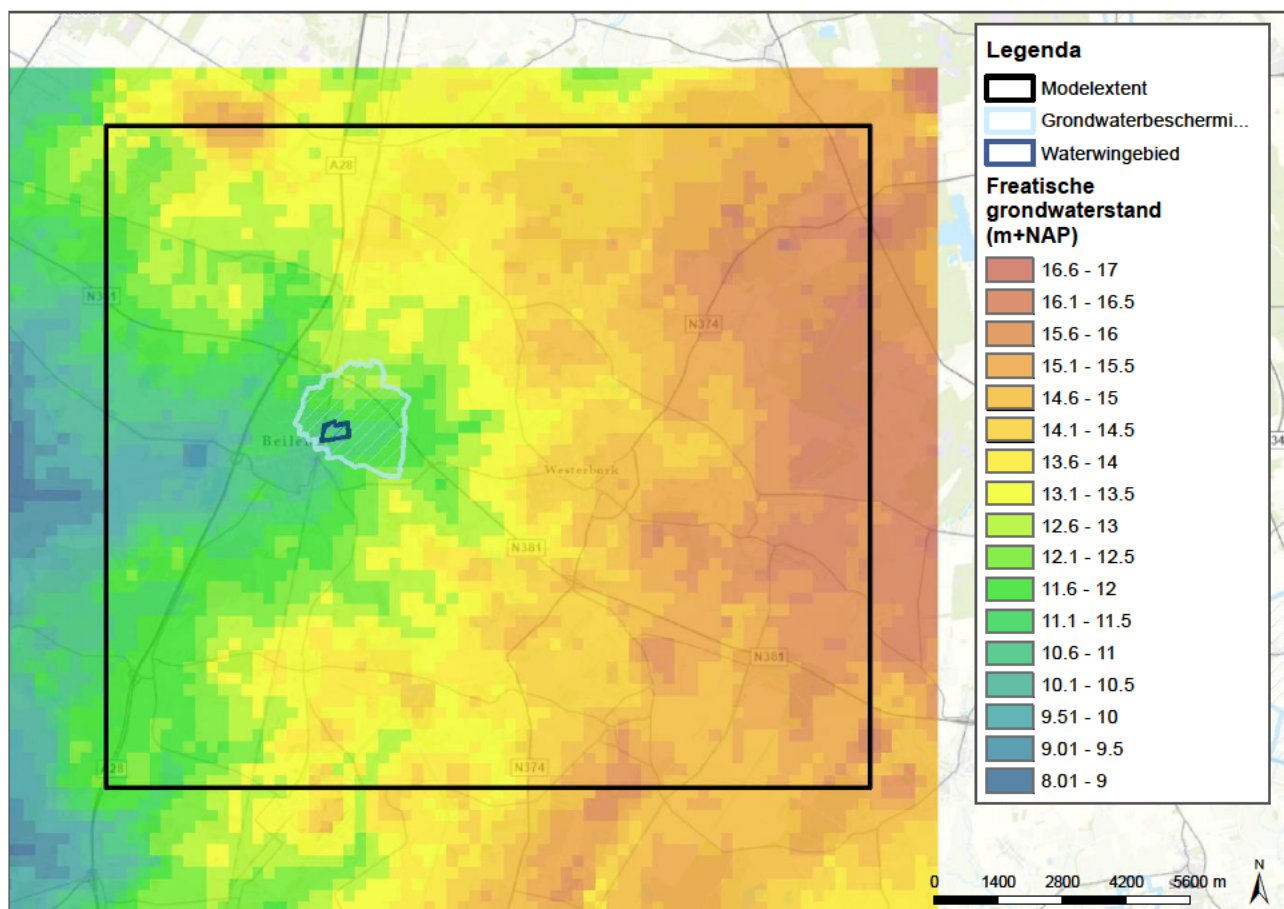 Legenda
Modelextent
Grondwaterbeschermi...
Waterwingebied
Freatische
grondwaterstand
(m+NAP)
16.6 - 17
16.1 - 16.5
15.6 - 16
15.1 - 15.5
14.6 - 15
14.1 - 14.5
13.6 - 14
13.1 - 13.5
12.6 - 13
12.1 - 12.5
11.6 - 12
11.1 - 11.5
10.6 - 11
10.1 - 10.5
9.51 - 10
9.01 - 9.5
8.01 - 9
A28
N381
N374
Beilen
Westerbork
N381
N381
A28
N374
34
N
0 1400 2800 4200 5600 m